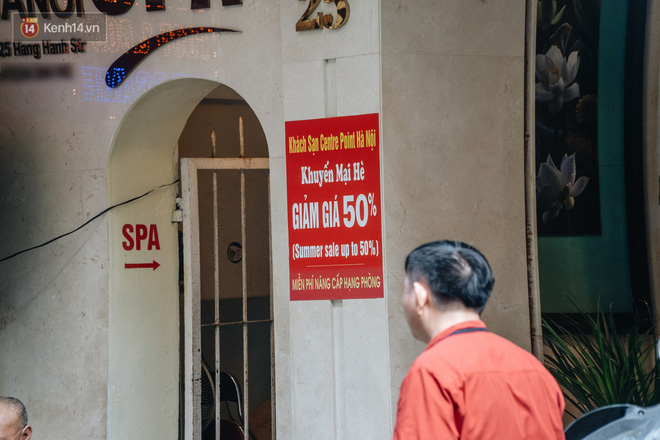 14 Kenh14.vn
25
25 Hang Hanh Str
Khách Sạn Centre Point Hà Nội
Khuyến Mại Hè
GIẢM GIÁ 50%
(Summer sale up to 50%)
MIỄN PHÍ NÂNG CẤP HẠNG PHÒNG
SPA